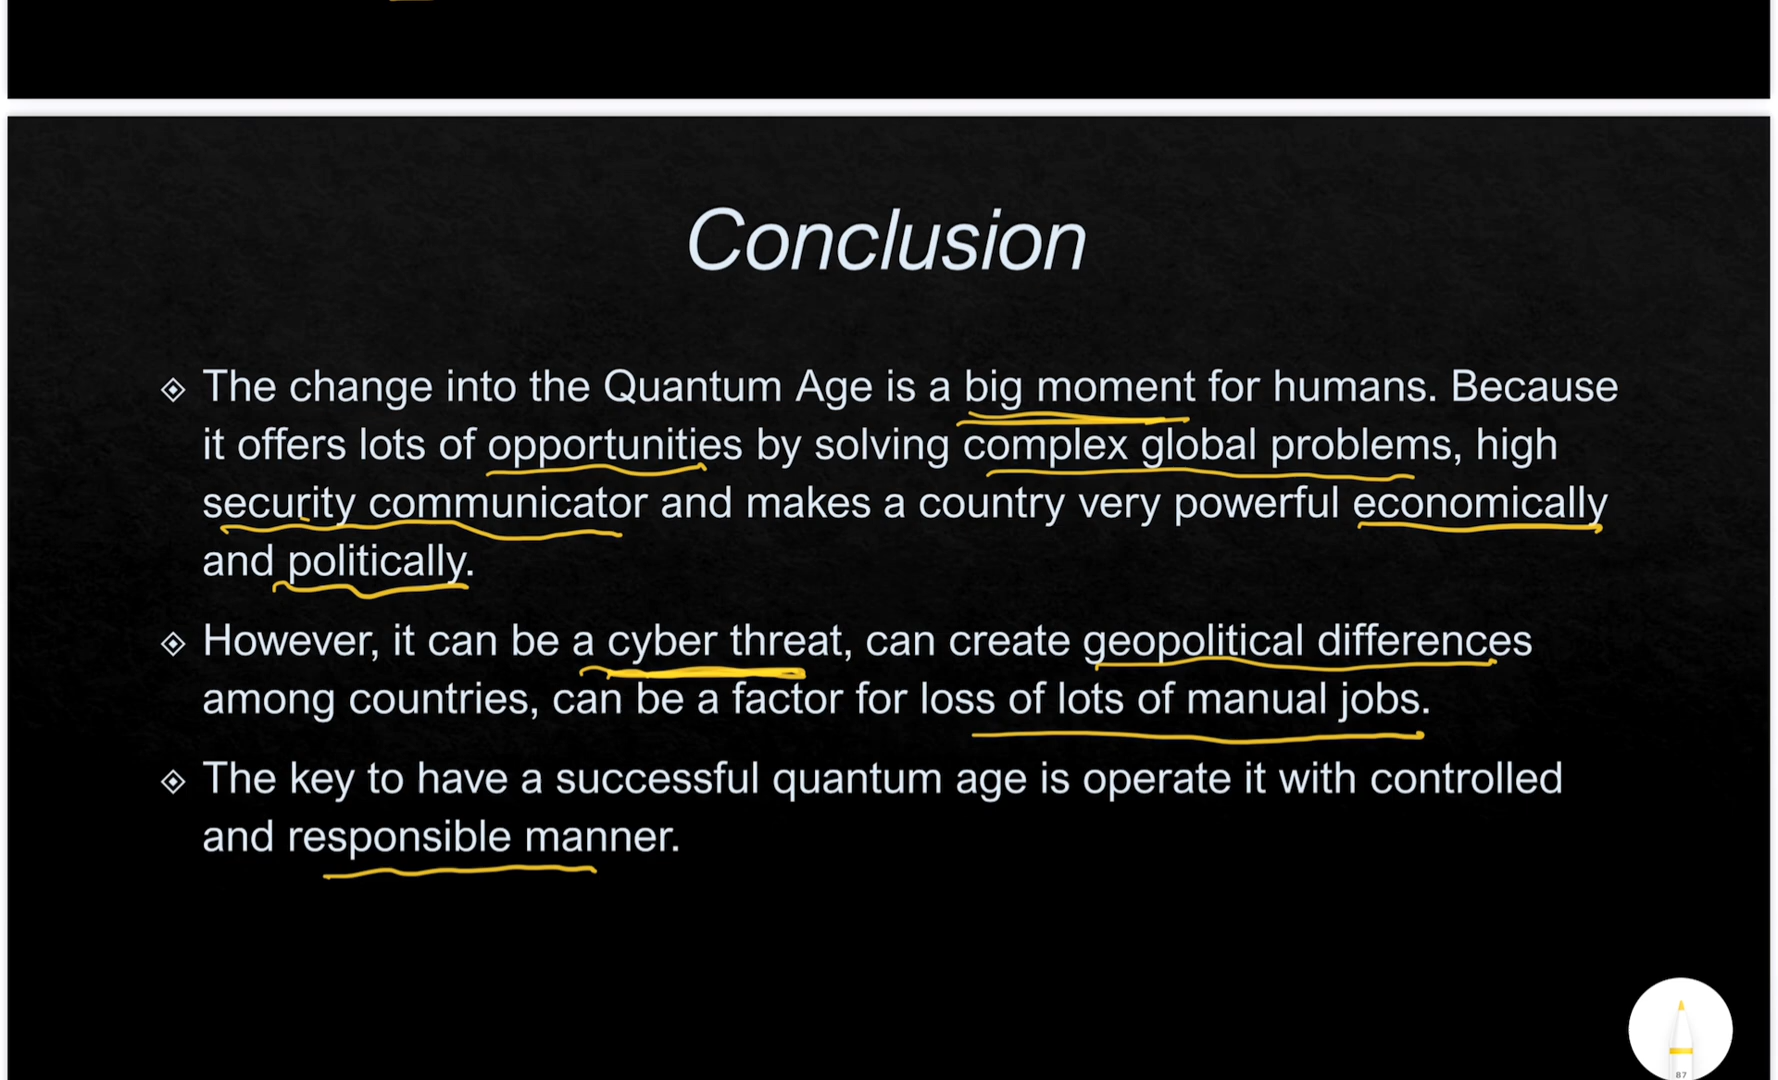 Conclusion
The change into the Quantum Age is a big moment for humans. Because
it offers lots of opportunities by solving complex global problems, high
security communicator and makes a country very powerful economically
and politically.
However, it can be a cyber threat, can create geopolitical differences
among countries, can be a factor for loss of lots of manual jobs.
The key to have a successful quantum age is operate it with controlled
and responsible manner.
87